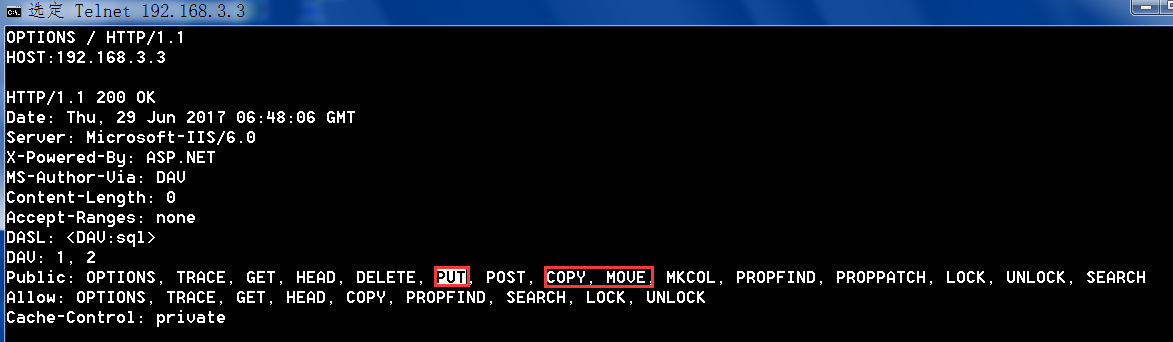 选定 Telnet 192.168.3.3
OPTIONS / HTTP/1.1
HOST:192.168.3.3
HTTP/1.1 200 OK
Date: Thu, 29 Jun 2017 06:48:06 GMT
Server: Microsoft-IIS/6.0
X-Powered-By: ASP.NET
MS-Author-Via: DAV
Content-Length: 0
Accept-Ranges: none
DASL: <DAV:sql>
DAV: 1, 2
Public: OPTIONS, TRACE, GET, HEAD, DELETE, PUT, POST, COPY, MOVE, MKCOL, PROPFIND, PROPPATCH, LOCK, UNLOCK, SEARCH
Allow: OPTIONS, TRACE, GET, HEAD, COPY, PROPFIND, SEARCH, LOCK, UNLOCK
Cache-Control: private